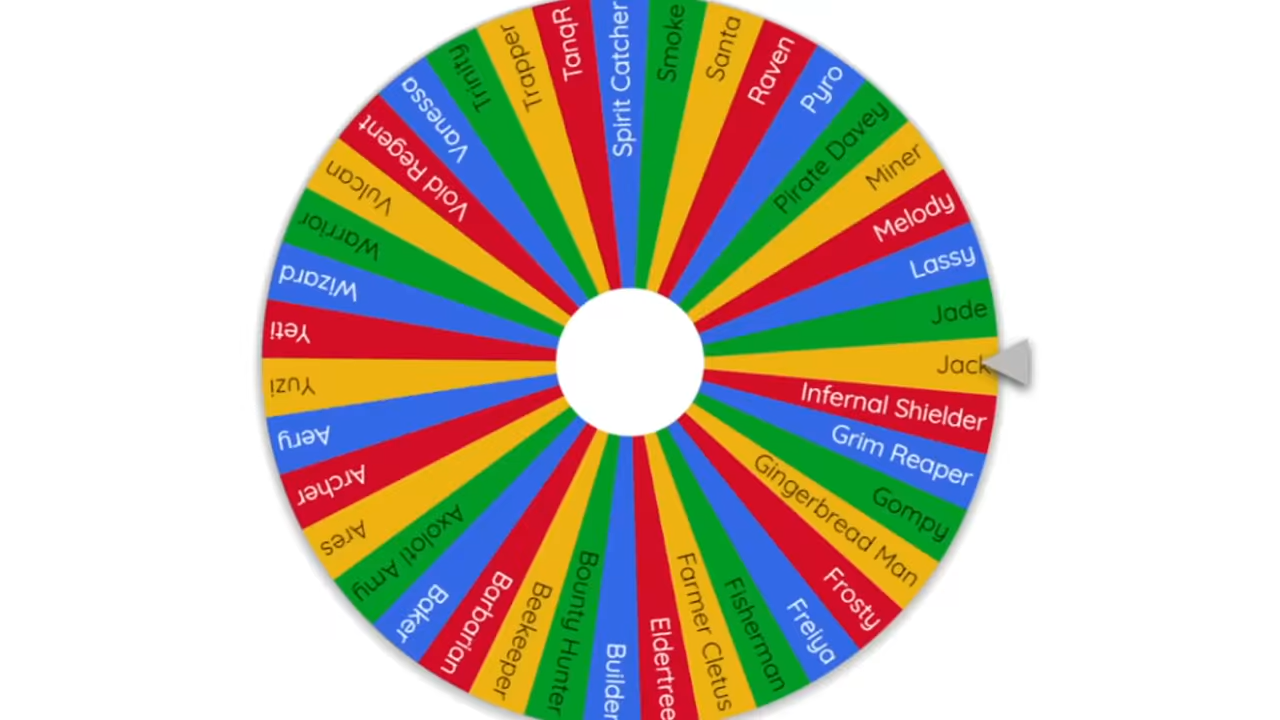 Spirit Catcher
Smoke
Santa
Raven
Pyro
Pirate Davey
Miner
Melody
Lassy
Jade
Jack
Infernal Shielder
Grim Reaper
Gompy
Gingerbread Man
Frosty
Freiya
Fisherman
Farmer Cletus
Eldertree
Builder
Bounty Hunter
Beekeeper
Barbarian
Baker
Axolotl Amy
Ares
Archer
Aery
Yuzi
Yeti
Wizard
Warrior
Vulcan
Void Regent
Vanessa
Trinity
Trapper
TanqR